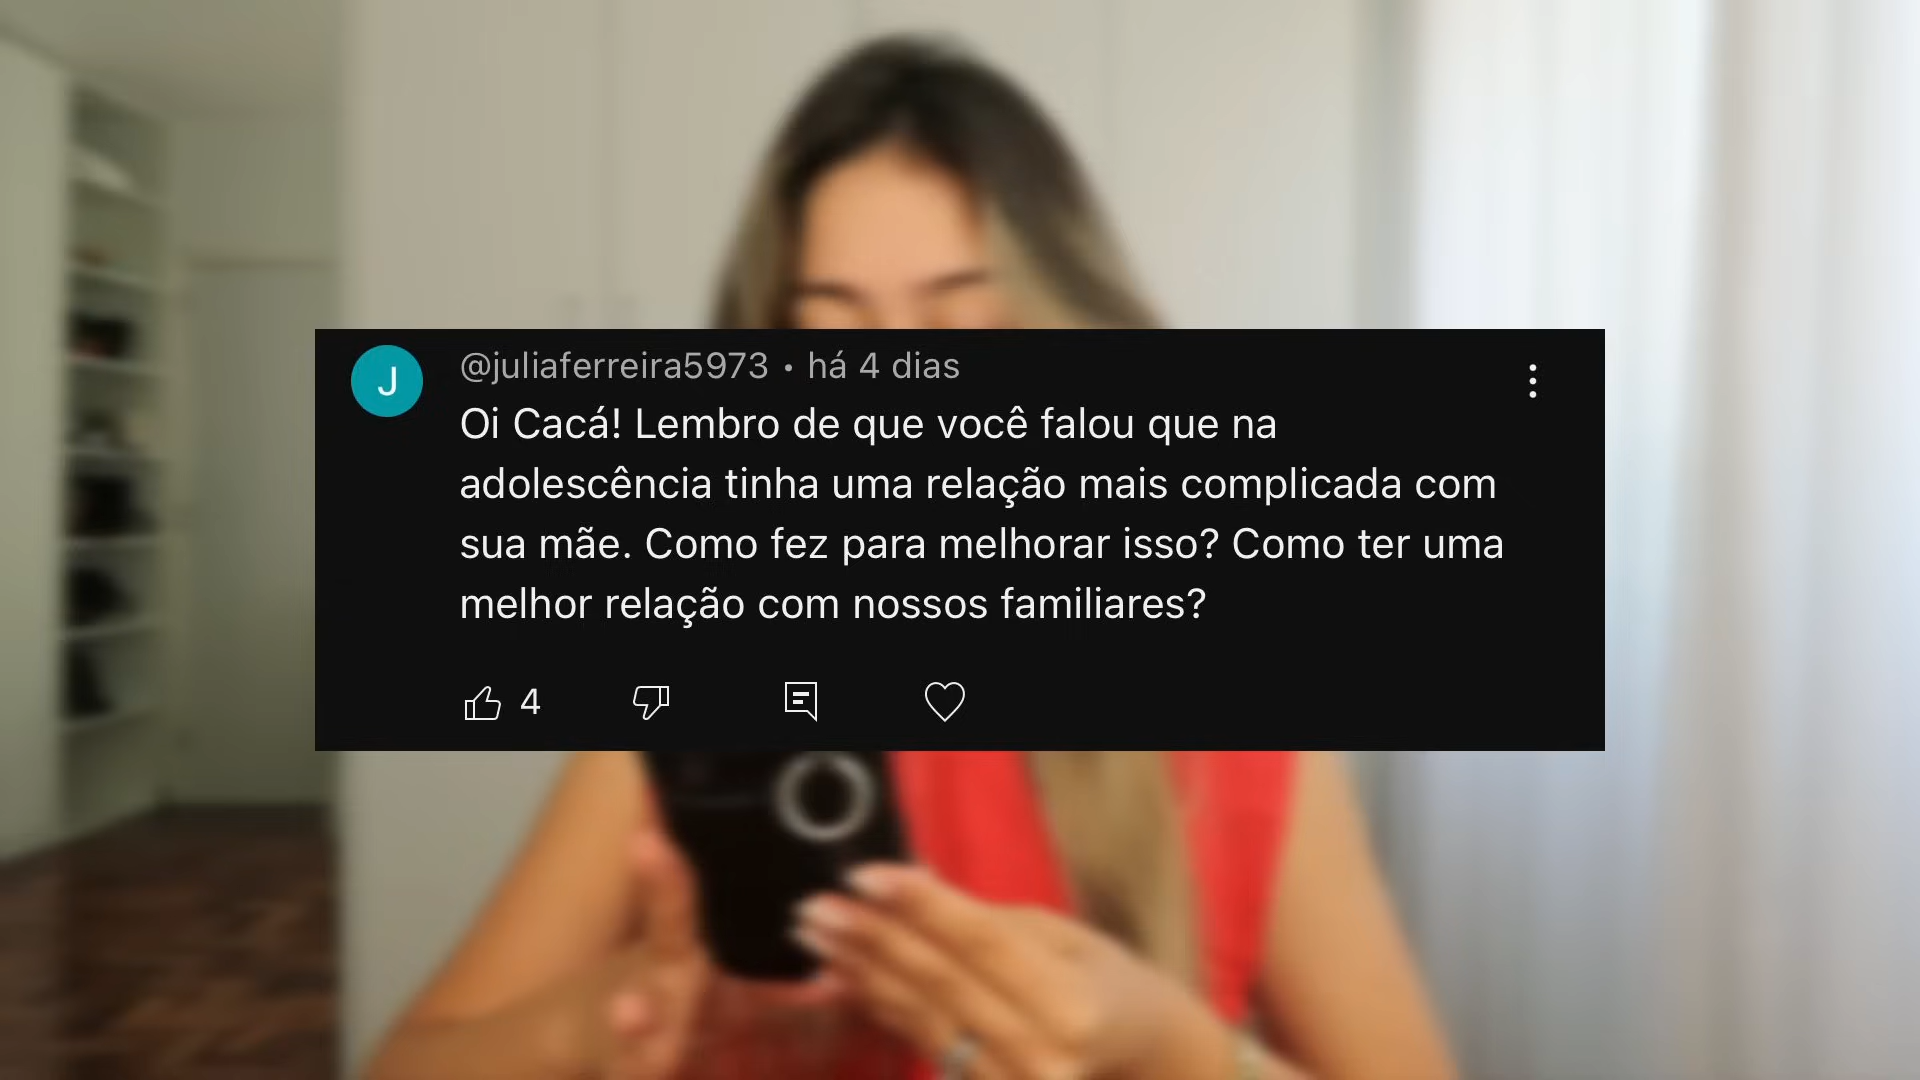 J
@juliaferreira5973 • há 4 dias
Oi Cacá! Lembro de que você falou que na
adolescência tinha uma relação mais complicada com
sua mãe. Como fez para melhorar isso? Como ter uma
melhor relação com nossos familiares?
4